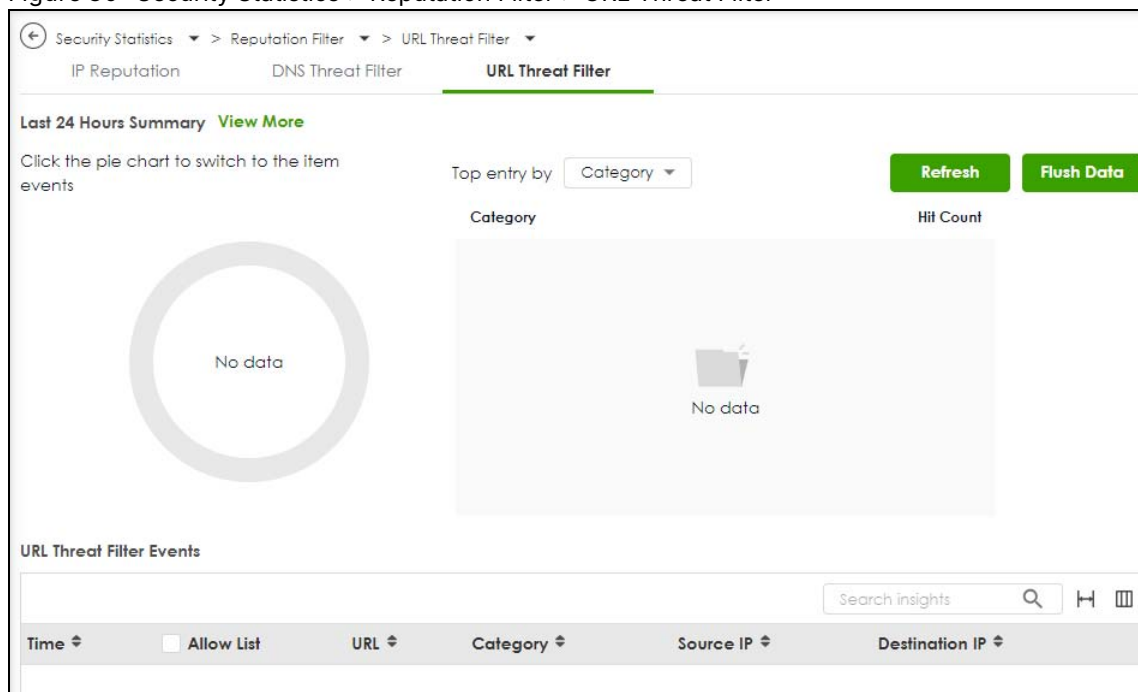 Security Statistics > Reputation Filter > URL Threat Filter
IP Reputation DNS Threat Filter URL Threat Filter
Last 24 Hours Summary View More
Click the pie chart to switch to the item
events
Top entry by Category Refresh Flush Data
Category Hit Count
No data
No data
URL Threat Filter Events
Search insights
Time Allow List URL Category Source IP Destination IP